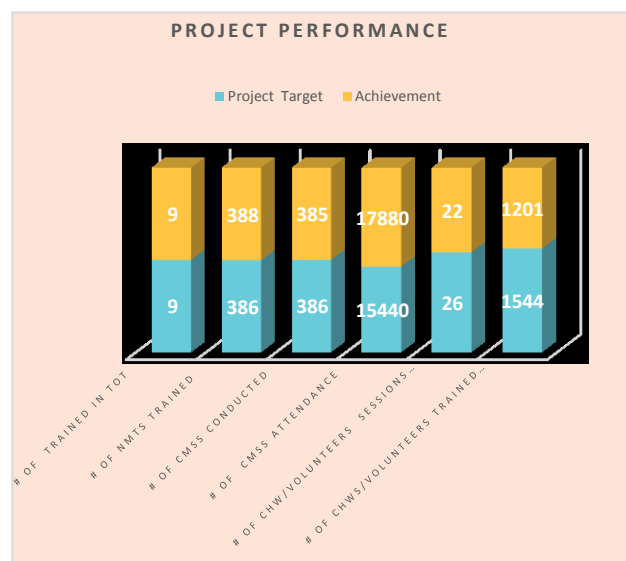 PROJECT PERFORMANCE
Project Target
Achievement
9
388
385
17880
22
1201
9
386
386
15440
26
1544
# OF TRAINED IN TOT
# OF NMTS TRAINED
# OF CMSS CONDUCTED
# OF CMSS ATTENDANCE
# OF CHW/VOLUNTEERS SESSIONS…
# OF CHWS/VOLUNTEERS TRAINED…